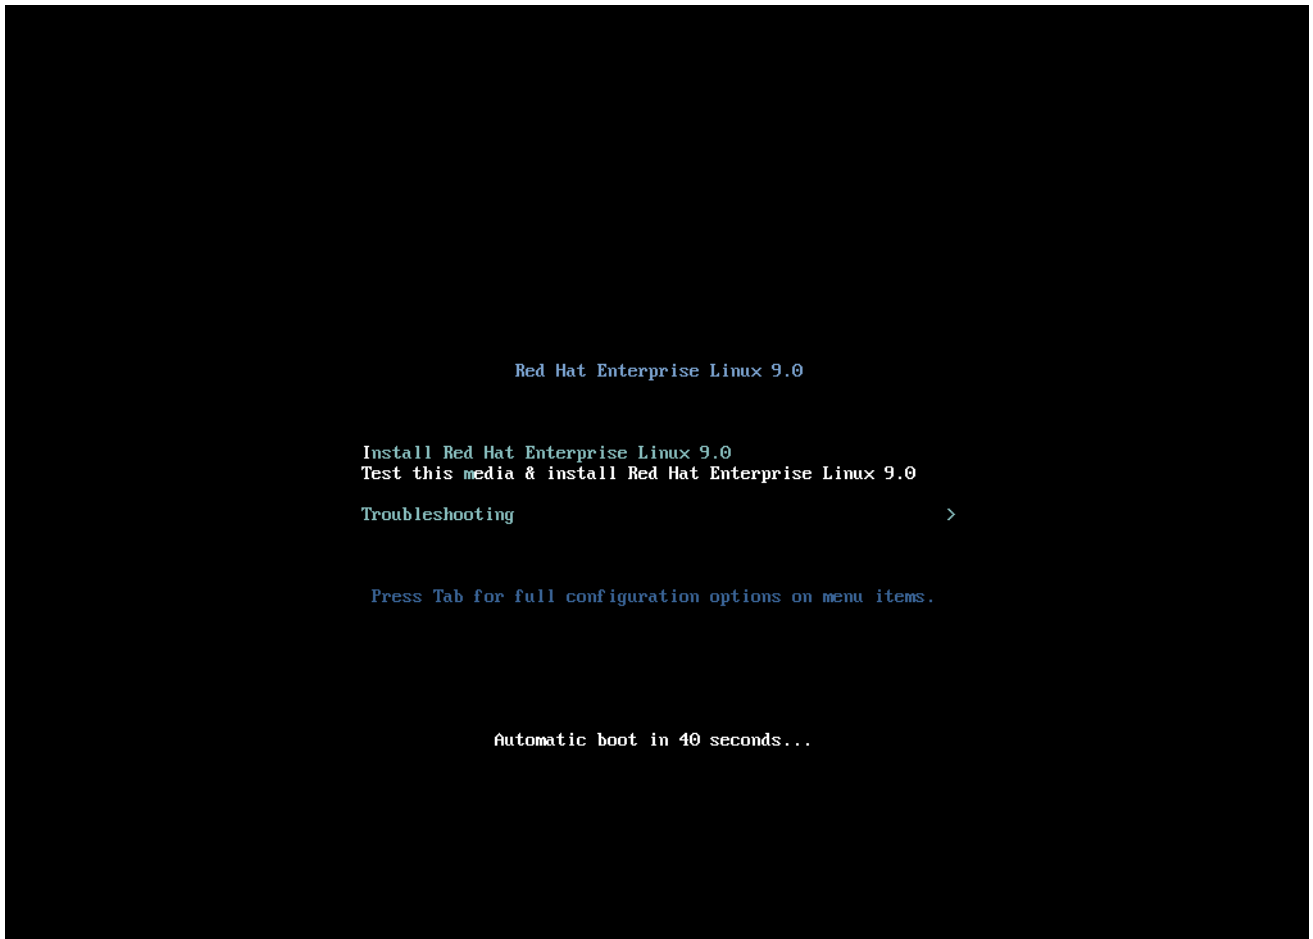 Red Hat Enterprise Linux 9.0
Install Red Hat Enterprise Linux 9.0
Test this media & install Red Hat Enterprise Linux 9.0
Troubleshooting >
Press Tab for full configuration options on menu items.
Automatic boot in 40 seconds...